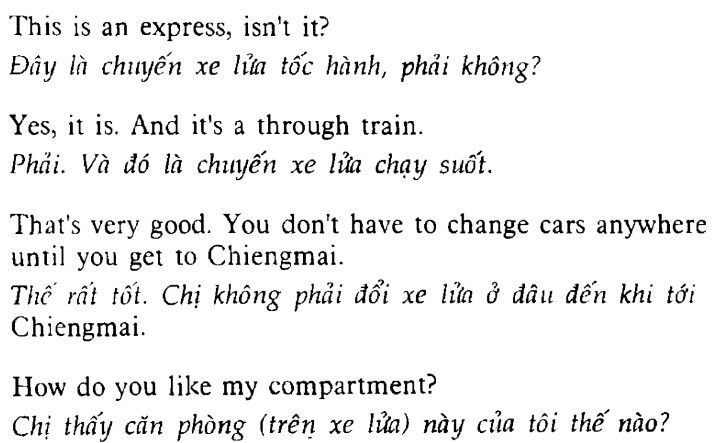 This is an express, isn't it?
Đây là chuyến xe lửa tốc hành, phải không?
Yes, it is. And it's a through train.
Phải. Và đó là chuyến xe lửa chạy suốt.
That's very good. You don't have to change cars anywhere
until you get to Chiengmai.
Thế rất tốt. Chị không phải đổi xe lửa ở đâu đến khi tới
Chiengmai.
How do you like my compartment?
Chị thấy căn phòng (trên xe lửa) này của tôi thế nào?